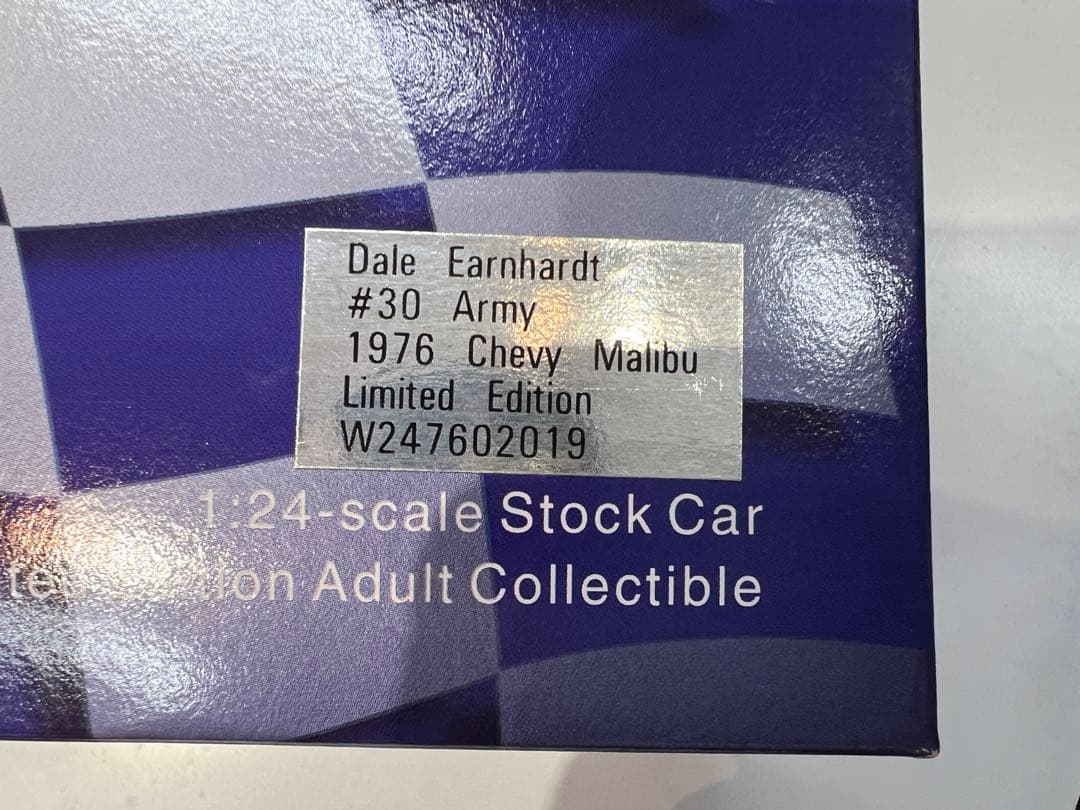 Dale Earnhardt
#30 Army
1976 Chevy Malibu
Limited Edition
W247602019
1:24-scale Stock Car
Adult Collectible